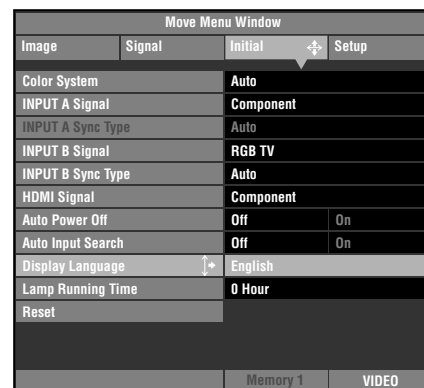 Move Menu Window
Image Signal Initial Setup
Color System Auto
INPUT A Signal Component
INPUT A Sync Type Auto
INPUT B Signal RGB TV
INPUT B Sync Type Auto
HDMI Signal Component
Auto Power Off Off On
Auto Input Search Off On
Display Language English
Lamp Running Time 0 Hour
Reset
Memory 1 VIDEO